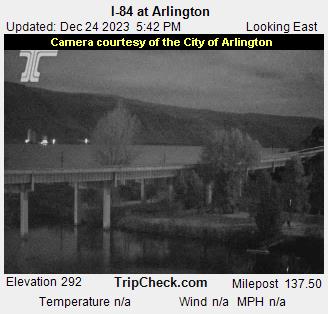 I-84 at Arlington
Updated: Dec 24 2023 5:42 PM Looking East
Camera courtesy of the City of Arlington
Elevation 292 TripCheck.com Milepost 137.50
Temperature n/a Wind n/a MPH n/a